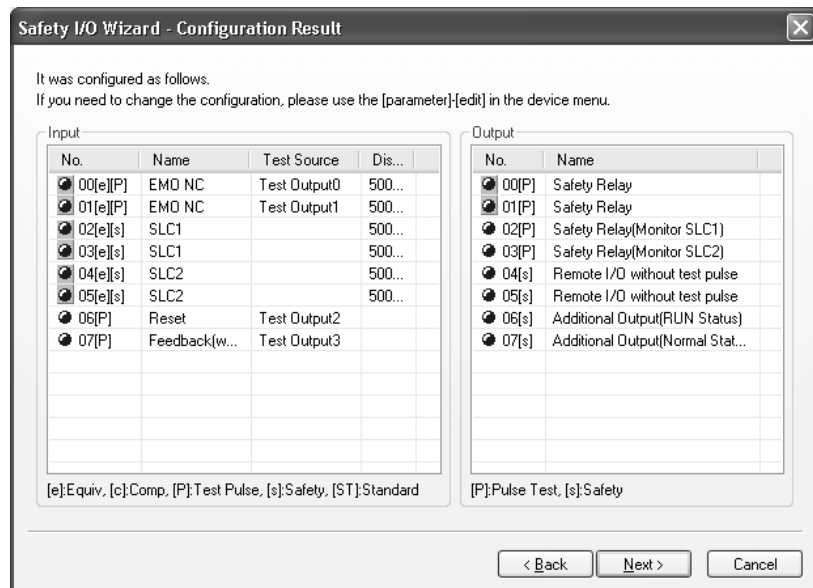 Safety I/O Wizard - Configuration Result
It was configured as follows.
If you need to change the configuration, please use the [parameter]-[edit] in the device menu.
Input
No. Name Test Source Dis...
00[e][P] EMO NC Test Output0 500...
01[e][P] EMO NC Test Output1 500...
02[e][s] SLC1 500...
03[e][s] SLC1 500...
04[e][s] SLC2 500...
05[e][s] SLC2 500...
06[P] Reset Test Output2
07[P] Feedback(w... Test Output3
[e]:Equiv, [c]:Comp, [P]:Test Pulse, [s]:Safety, [ST]:Standard
Output
No. Name
00[P] Safety Relay
01[P] Safety Relay
02[P] Safety Relay(Monitor SLC1)
03[P] Safety Relay(Monitor SLC2)
04[s] Remote I/O without test pulse
05[s] Remote I/O without test pulse
06[s] Additional Output(RUN Status)
07[s] Additional Output(Normal Stat...
[P]:Pulse Test, [s]:Safety
< Back Next > Cancel